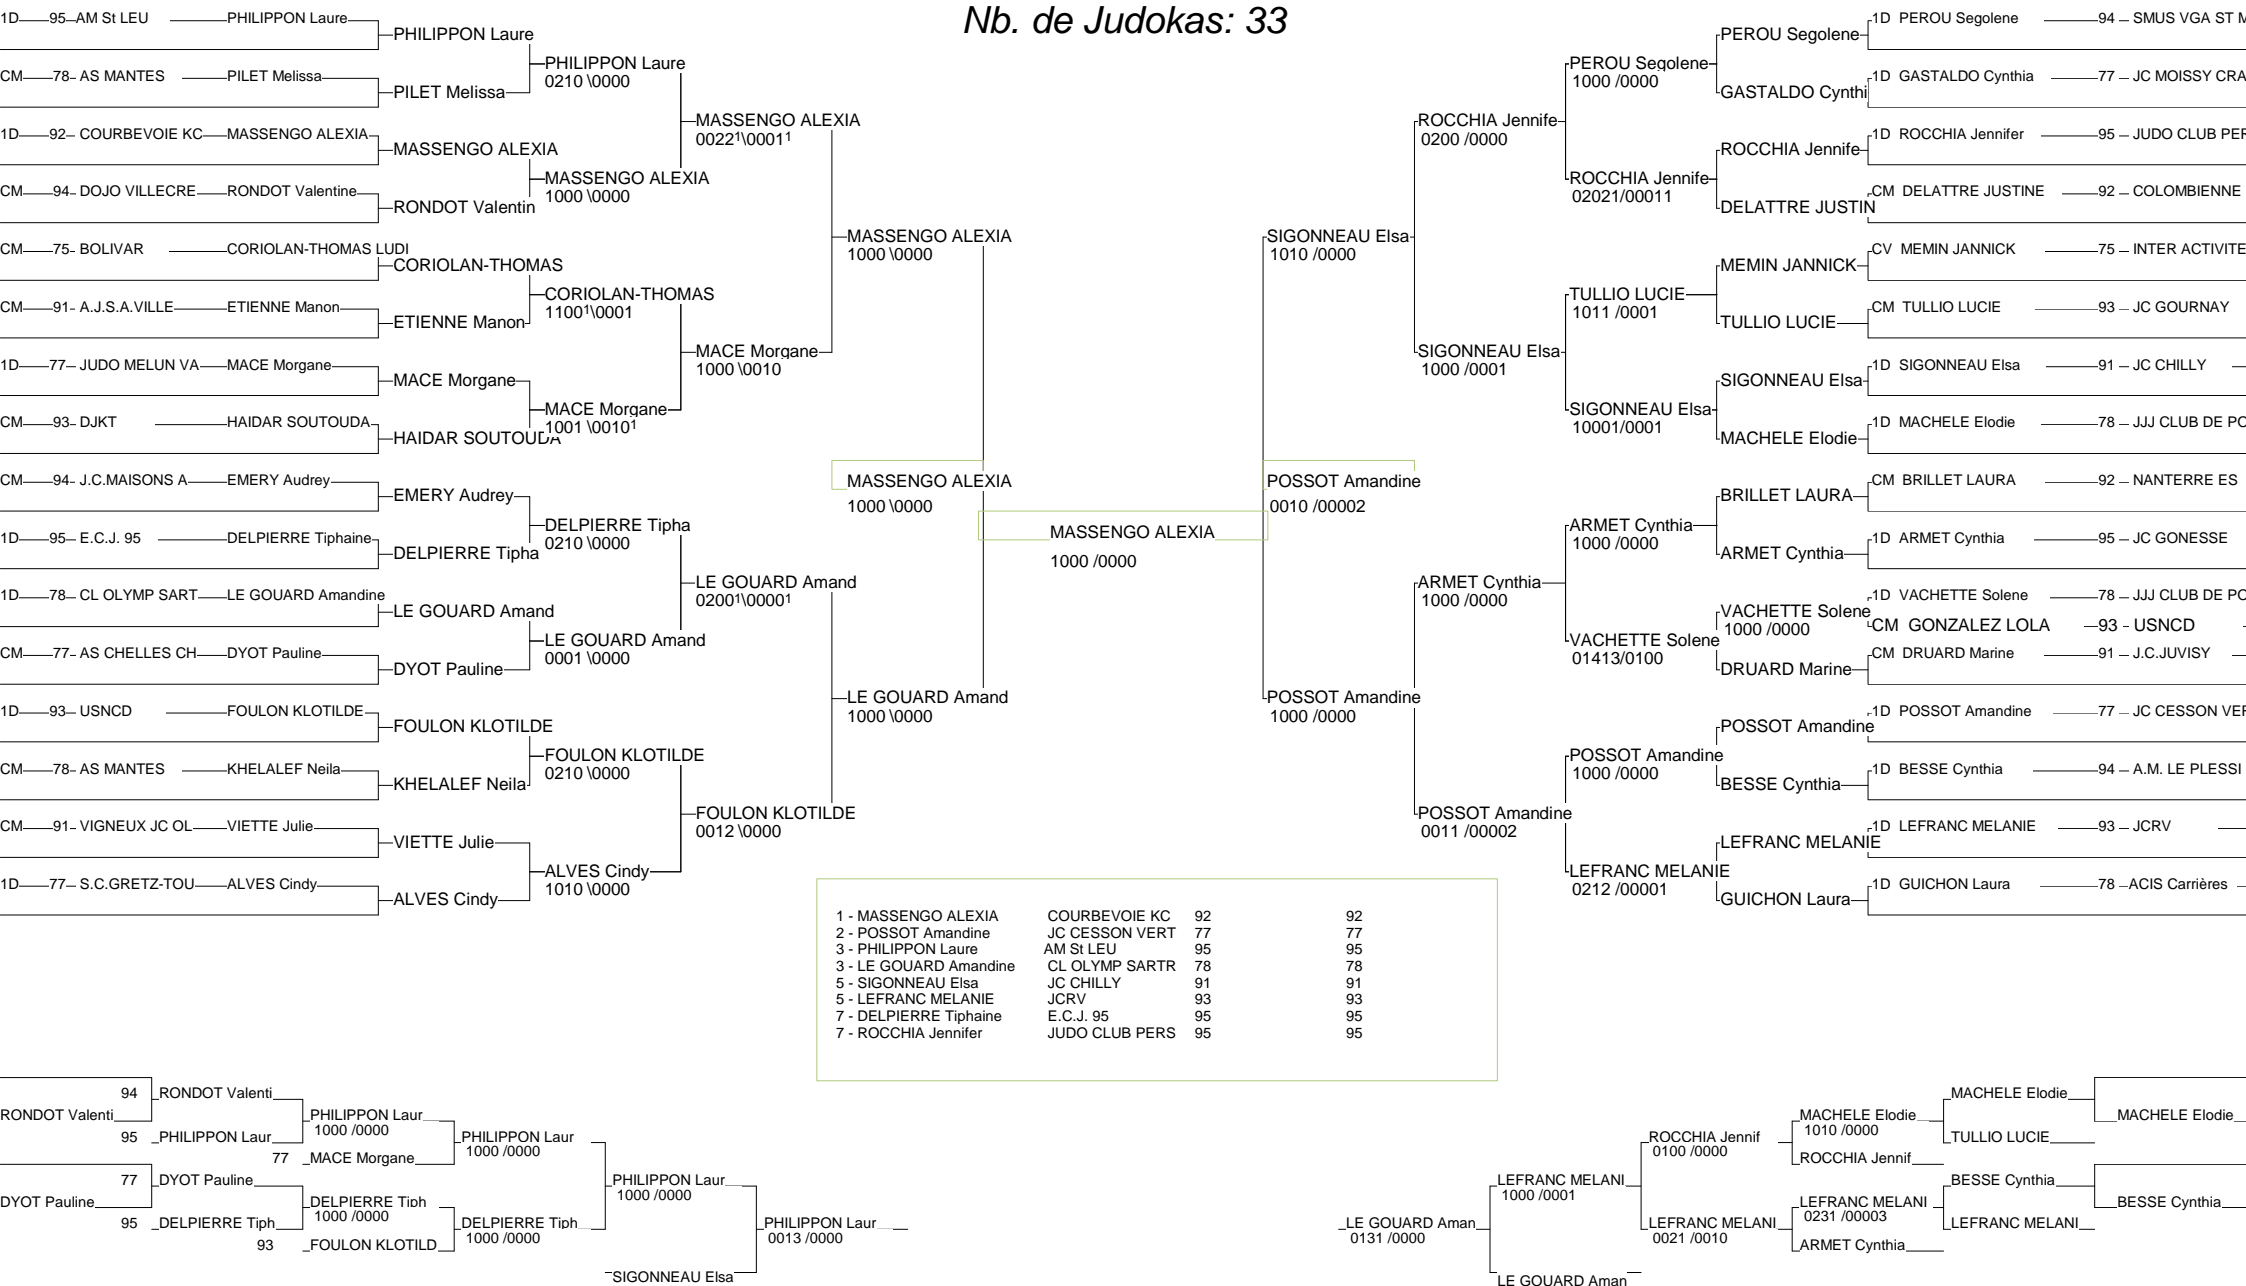 Nb. de Judokas: 33
1D 95 AM St LEU PHILIPPON Laure
CM 78 AS MANTES PILET Melissa
1D 92 COURBEVOIE KC MASSENGO ALEXIA
CM 94 DOJO VILLECRE RONDOT Valentine
CM 75 BOLIVAR CORIOLAN-THOMAS LUDI
CM 91 A.J.S.A.VILLE ETIENNE Manon
1D 77 JUDO MELUN VA MACE Morgane
CM 93 DJKT HAIDAR SOUTOUDA
CM 94 J.C.MAISONS A EMERY Audrey
1D 95 E.C.J. 95 DELPIERRE Tiphaine
1D 78 CL OLYMP SART LE GOUARD Amandine
CM 77 AS CHELLES CH DYOT Pauline
1D 93 USNCD FOULON KLOTILDE
CM 78 AS MANTES KHELALEF Neila
CM 91 VIGNEUX JC OL VIETTE Julie
1D 77 S.C.GRETZ-TOU ALVES Cindy
PHILIPPON Laure
PILET Melissa
MASSENGO ALEXIA
RONDOT Valentin
CORIOLAN-THOMAS
ETIENNE Manon
MACE Morgane
HAIDAR SOUTOUDA
EMERY Audrey
DELPIERRE Tipha
LE GOUARD Amand
DYOT Pauline
FOULON KLOTILDE
KHELALEF Neila
VIETTE Julie
ALVES Cindy
PHILIPPON Laure
0210 \0000
MASSENGO ALEXIA
1000 \0000
CORIOLAN-THOMAS
1100¹\0001
MACE Morgane
1001 \0010¹
DELPIERRE Tipha
0210 \0000
LE GOUARD Amand
0001 \0000
FOULON KLOTILDE
0210 \0000
ALVES Cindy
1010 \0000
MASSENGO ALEXIA
0022¹\0001¹
MACE Morgane
1000 \0010
LE GOUARD Amand
0200¹\0000¹
FOULON KLOTILDE
0012 \0000
MASSENGO ALEXIA
1000 \0000
LE GOUARD Amand
1000 \0000
MASSENGO ALEXIA
1000 \0000
MASSENGO ALEXIA
1000 /0000
POSSOT Amandine
0010 /00002
SIGONNEAU Elsa
1010 /0000
POSSOT Amandine
1000 /0000
ROCCHIA Jennife
0200 /0000
SIGONNEAU Elsa
1000 /0001
ARMET Cynthia
1000 /0000
POSSOT Amandine
0011 /00002
PEROU Segolene
1000 /0000
ROCCHIA Jennife
02021/00011
TULLIO LUCIE
1011 /0001
SIGONNEAU Elsa
10001/0001
ARMET Cynthia
1000 /0000
VACHETTE Solene
01413/0100
POSSOT Amandine
1000 /0000
LEFRANC MELANIE
0212 /00001
PEROU Segolene
GASTALDO Cynthi
ROCCHIA Jennife
DELATTRE JUSTIN
MEMIN JANNICK
TULLIO LUCIE
SIGONNEAU Elsa
MACHELE Elodie
BRILLET LAURA
ARMET Cynthia
VACHETTE Solene
1000 /0000
DRUARD Marine
POSSOT Amandine
BESSE Cynthia
LEFRANC MELANIE
GUICHON Laura
1D PEROU Segolene 94 SMUS VGA ST M
1D GASTALDO Cynthia 77 JC MOISSY CRA
1D ROCCHIA Jennifer 95 JUDO CLUB PER
CM DELATTRE JUSTINE 92 COLOMBIENNE
CV MEMIN JANNICK 75 INTER ACTIVITE
CM TULLIO LUCIE 93 JC GOURNAY
1D SIGONNEAU Elsa 91 JC CHILLY
1D MACHELE Elodie 78 JJJ CLUB DE PO
CM BRILLET LAURA 92 NANTERRE ES
1D ARMET Cynthia 95 JC GONESSE
1D VACHETTE Solene 78 JJJ CLUB DE PO
CM GONZALEZ LOLA 93 - USNCD
CM DRUARD Marine 91 J.C.JUVISY
1D POSSOT Amandine 77 JC CESSON VER
1D BESSE Cynthia 94 A.M. LE PLESSI
1D LEFRANC MELANIE 93 JCRV
1D GUICHON Laura 78 ACIS Carrières
1 - MASSENGO ALEXIA COURBEVOIE KC 92 92
2 - POSSOT Amandine JC CESSON VERT 77 77
3 - PHILIPPON Laure AM St LEU 95 95
3 - LE GOUARD Amandine CL OLYMP SARTR 78 78
5 - SIGONNEAU Elsa JC CHILLY 91 91
5 - LEFRANC MELANIE JCRV 93 93
7 - DELPIERRE Tiphaine E.C.J. 95 95 95
7 - ROCCHIA Jennifer JUDO CLUB PERS 95 95
RONDOT Valenti
DYOT Pauline
94 RONDOT Valenti
95 PHILIPPON Laur
77 DYOT Pauline
95 DELPIERRE Tiph
PHILIPPON Laur
1000 /0000
77 MACE Morgane
DELPIERRE Tiph
1000 /0000
93 FOULON KLOTILD
PHILIPPON Laur
1000 /0000
DELPIERRE Tiph
1000 /0000
PHILIPPON Laur
1000 /0000
SIGONNEAU Elsa
PHILIPPON Laur
0013 /0000
LE GOUARD Aman
0131 /0000
LEFRANC MELANI
1000 /0001
LE GOUARD Aman
ROCCHIA Jennif
0100 /0000
LEFRANC MELANI
0021 /0010
MACHELE Elodie
1010 /0000
ROCCHIA Jennif
LEFRANC MELANI
0231 /00003
ARMET Cynthia
MACHELE Elodie
TULLIO LUCIE
BESSE Cynthia
LEFRANC MELANI
MACHELE Elodie
BESSE Cynthia